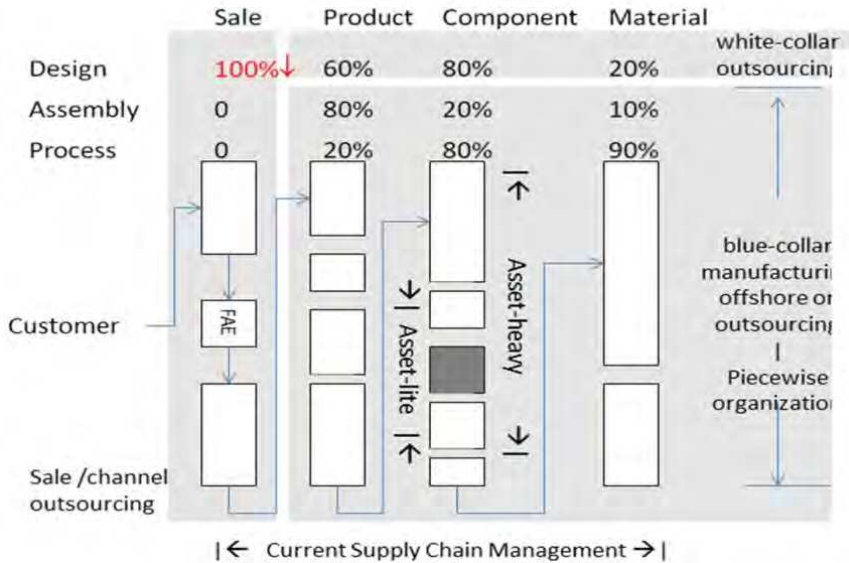 Sale Product Component Material
Design 100%↓ 60% 80% 20%
Assembly 0 80% 20% 10%
Process 0 20% 80% 90%
white-collar
outsourcing
Customer
FAE
Asset-lite
Asset-heavy
blue-collar
manufacturin
offshore or
outsourcing
Piecewise
organization
Sale /channel
outsourcing
|← Current Supply Chain Management →|